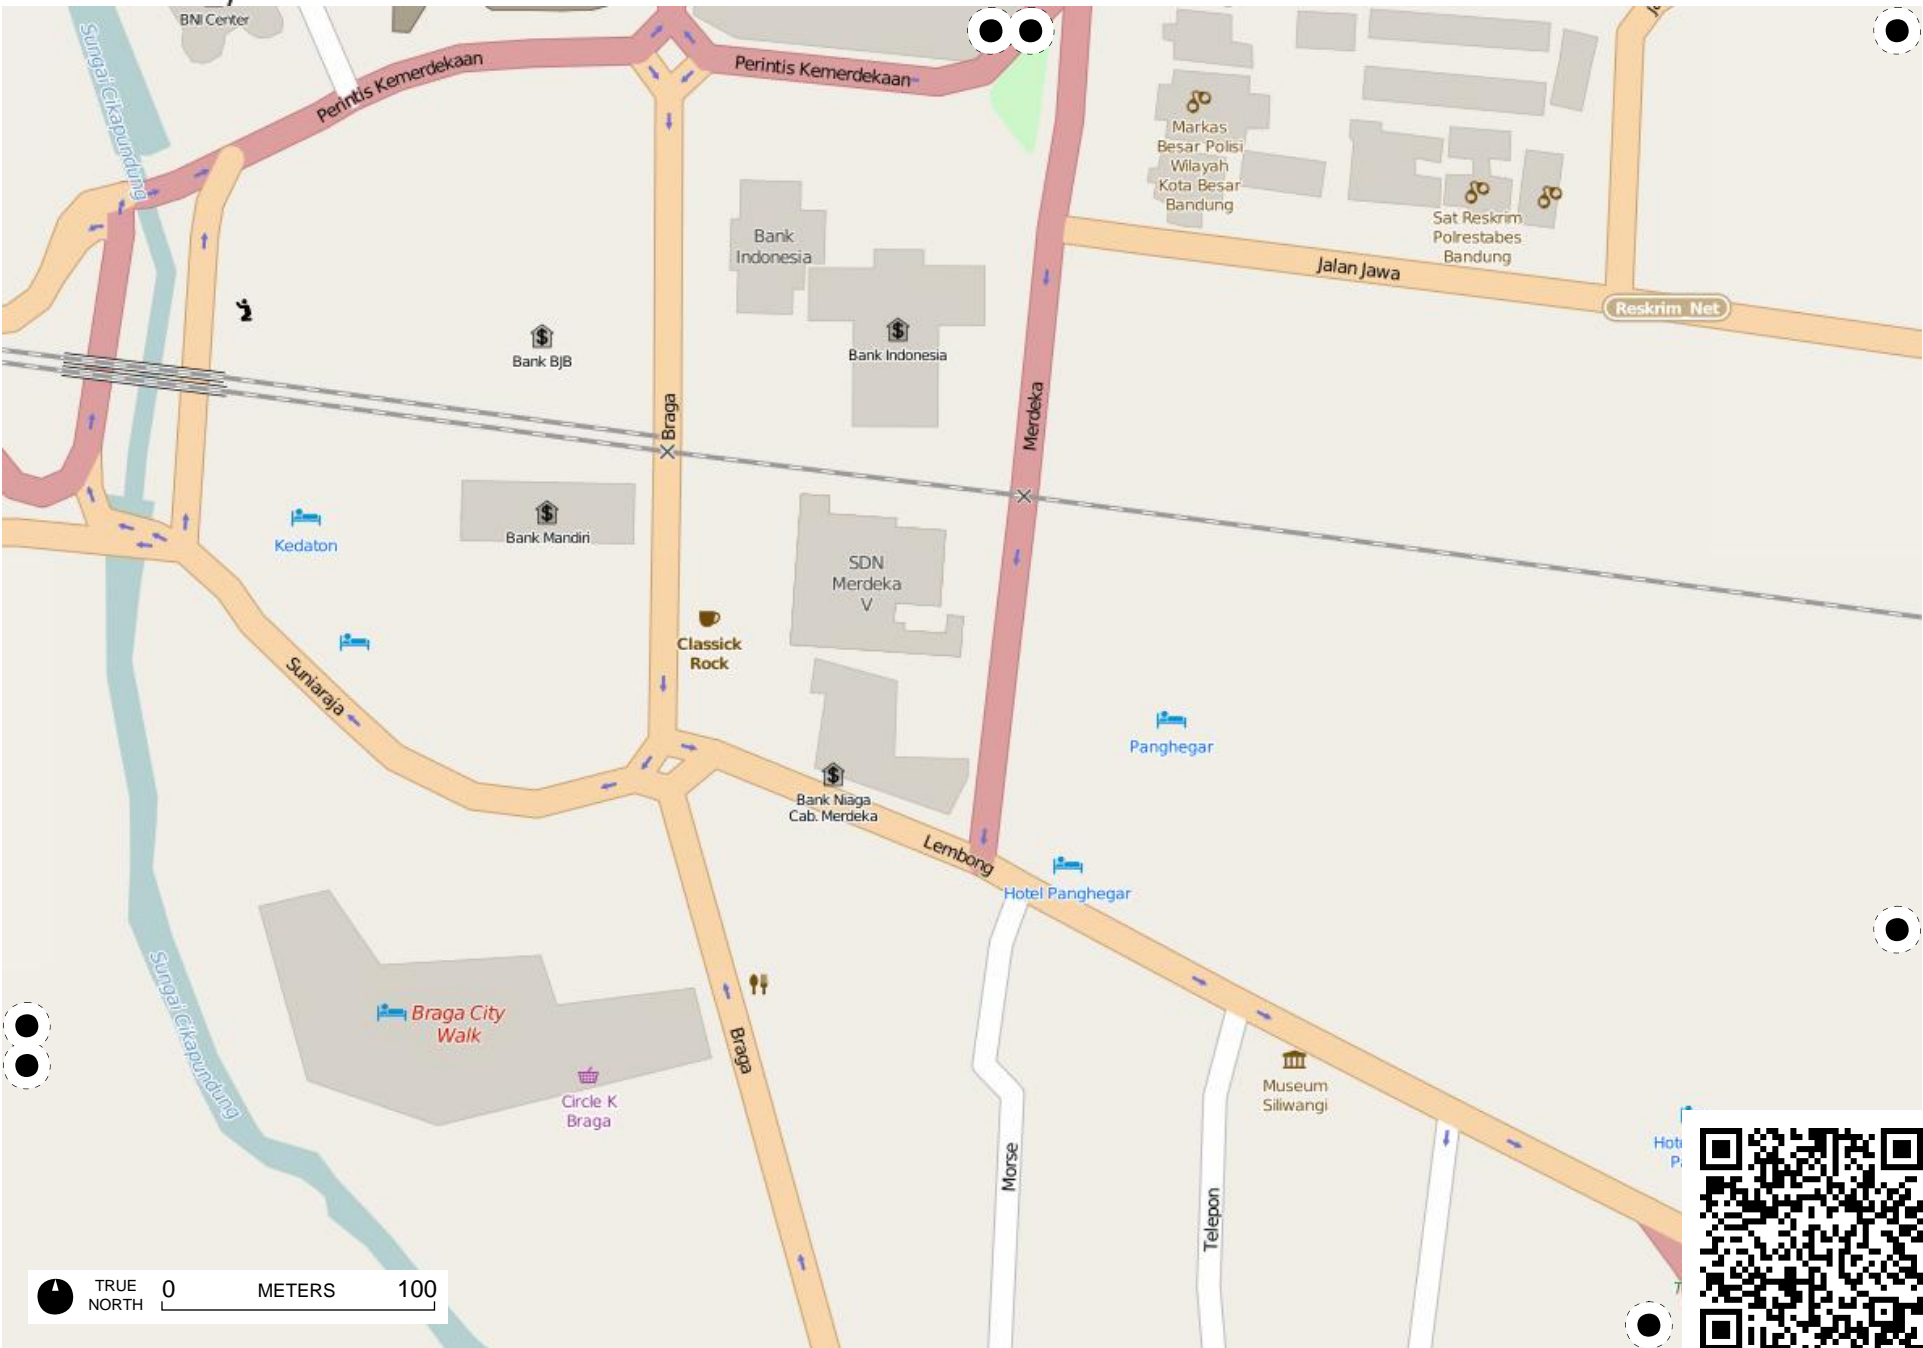 BNI Center
Sungai Cikapundung
Perintis Kemerdekaan
Perintis Kemerdekaan
Markas
Besar Polisi
Wilayah
Kota Besar
Bandung
Sat Reskrim
Polrestabes
Bandung
Bank
Indonesia
Jalan Jawa
Reskrim Net
Bank BJB
Bank Indonesia
Braga
Merdeka
Kedaton
Bank Mandiri
SDN
Merdeka
V
Classick
Rock
Suniaraja
Panghegar
Bank Niaga
Cab. Merdeka
Lembong
Hotel Panghegar
Sungai Cikapundung
Braga City
Walk
Braga
Circle K
Braga
Museum
Siliwangi
Morse
Telepon
TRUE
NORTH
0 METERS 100